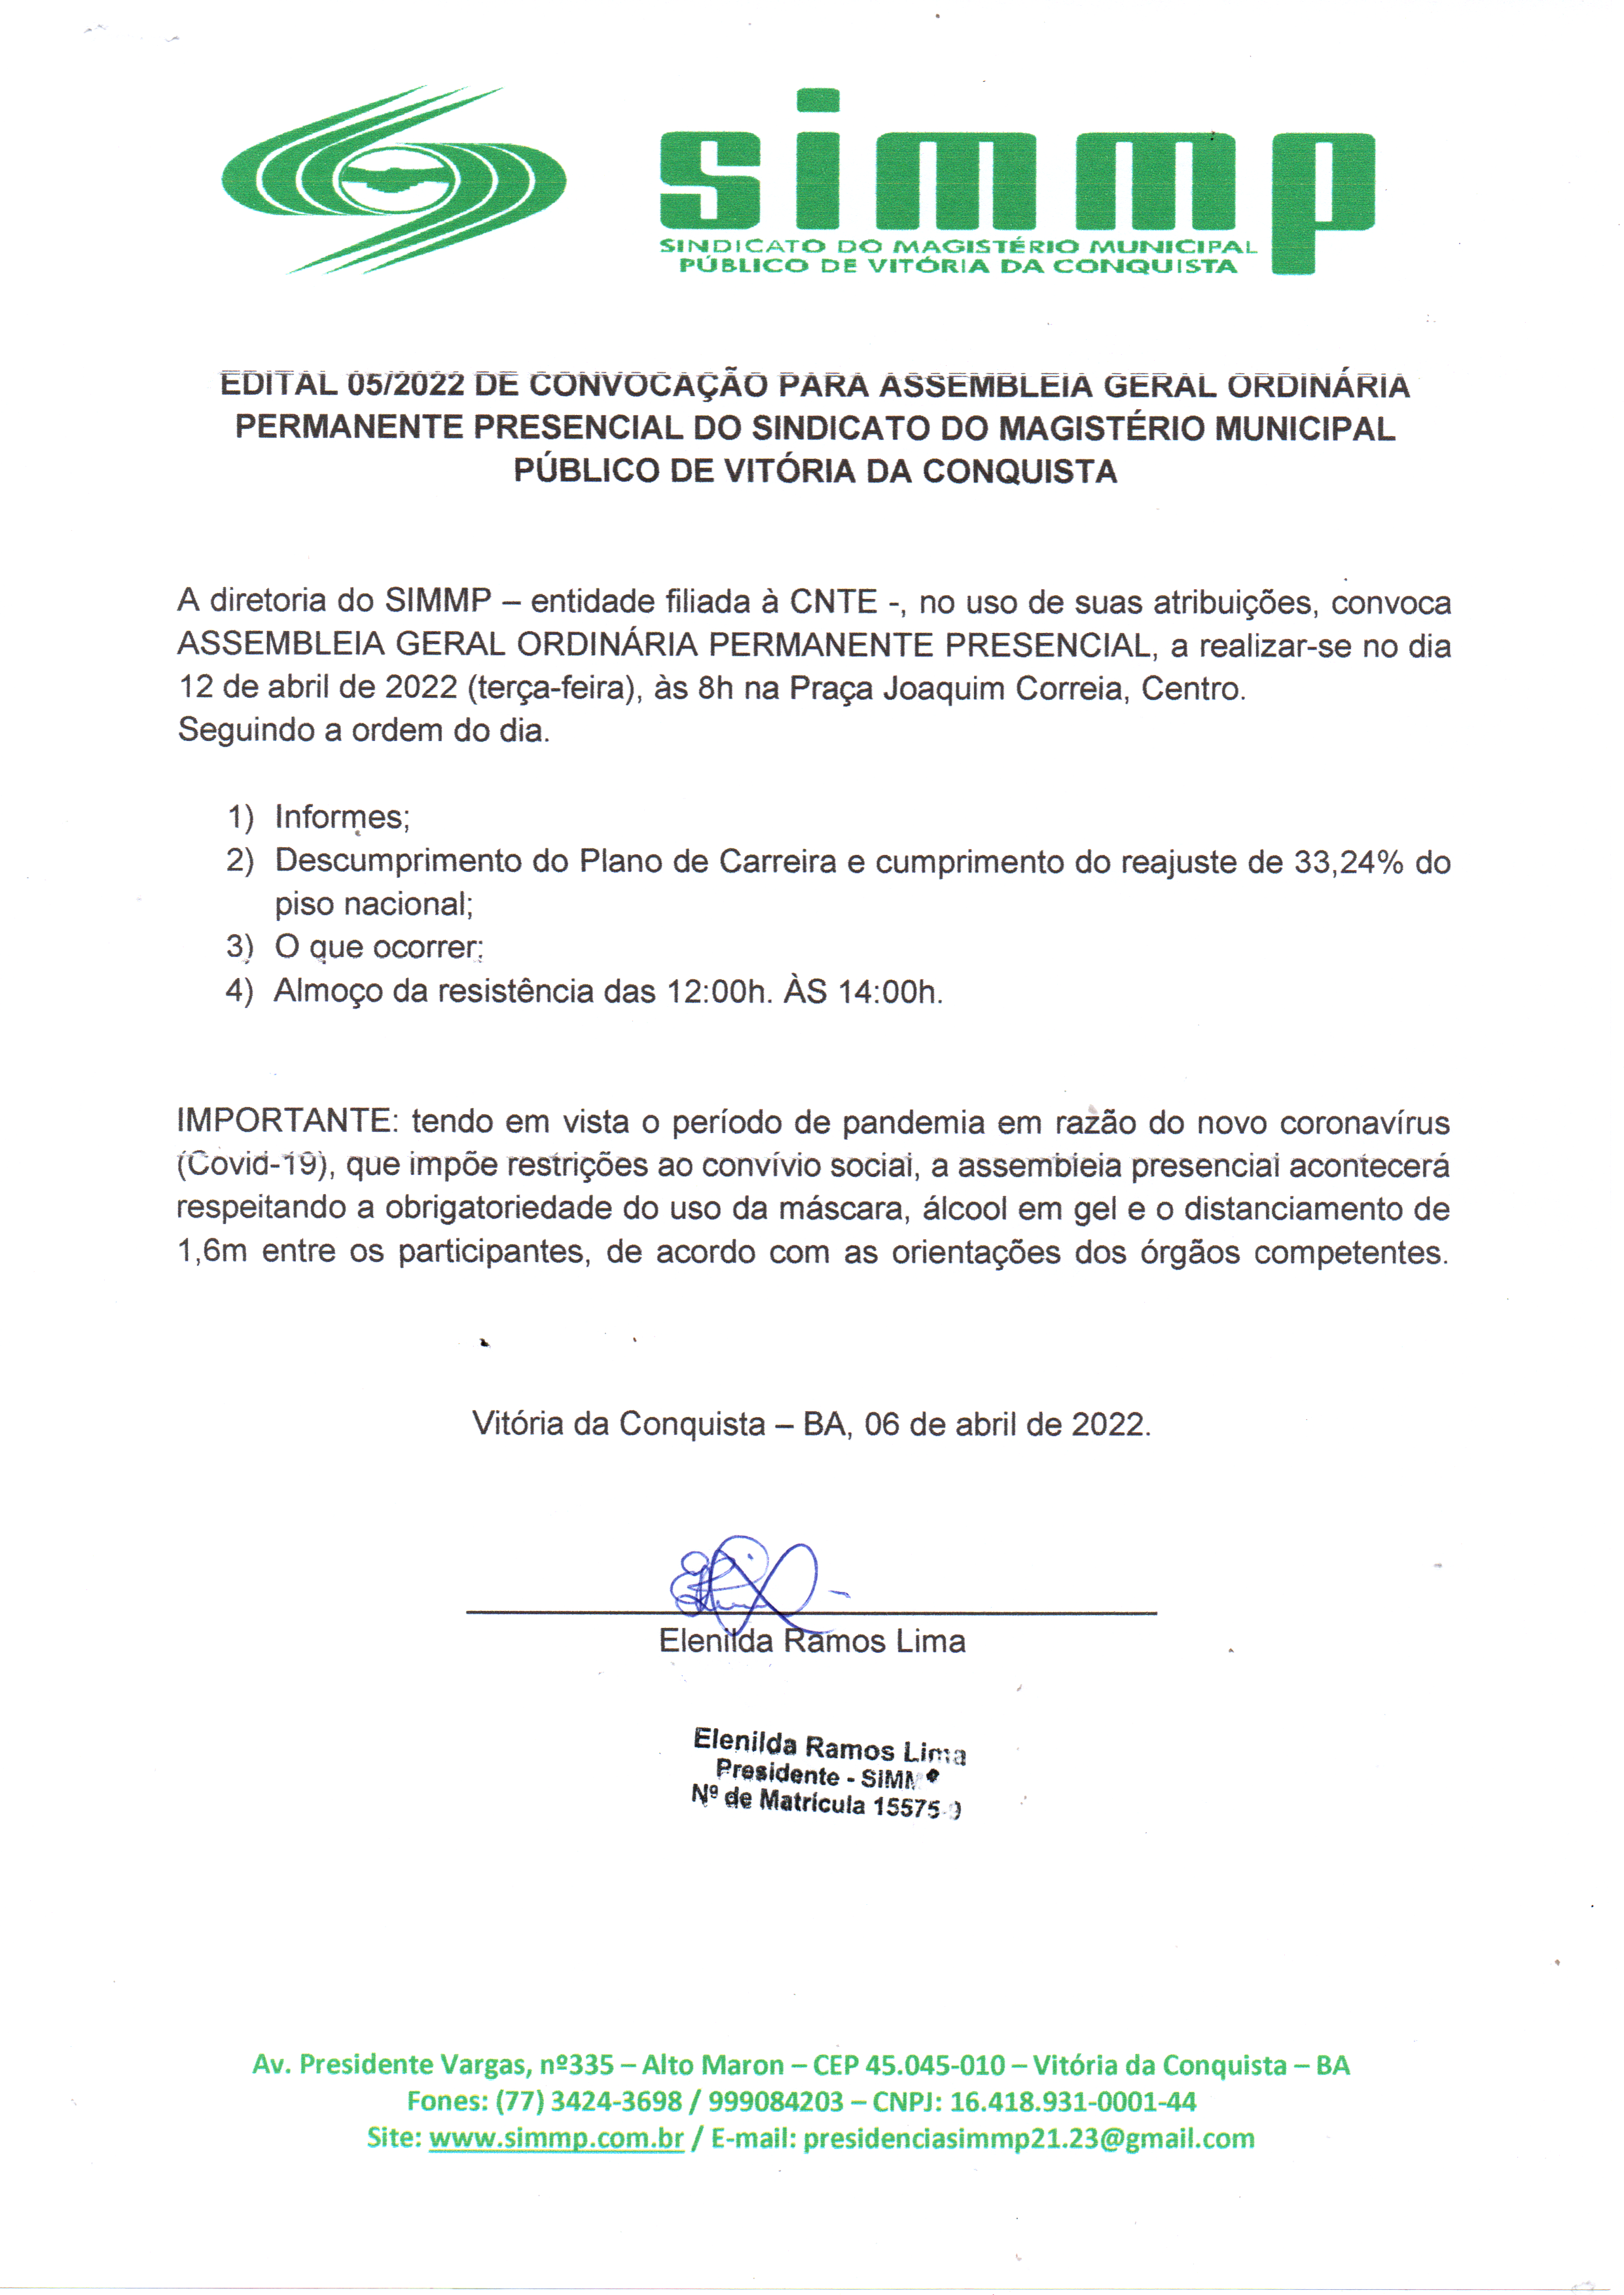 simmp
SINDICATO DO MAGISTÉRIO MUNICIPAL
PÚBLICO DE VITÓRIA DA CONQUISTA
EDITAL 05/2022 DE CONVOCAÇÃO PARA ASSEMBLEIA GERAL ORDINÁRIA
PERMANENTE PRESENCIAL DO SINDICATO DO MAGISTÉRIO MUNICIPAL
PÚBLICO DE VITÓRIA DA CONQUISTA
A diretoria do SIMMP – entidade filiada à CNTE -, no uso de suas atribuições, convoca
ASSEMBLEIA GERAL ORDINÁRIA PERMANENTE PRESENCIAL, a realizar-se no dia
12 de abril de 2022 (terça-feira), às 8h na Praça Joaquim Correia, Centro.
Seguindo a ordem do dia.
1) Informes;
2) Descumprimento do Plano de Carreira e cumprimento do reajuste de 33,24% do
piso nacional;
3) O que ocorrer;
4) Almoço da resistência das 12:00h. ÀS 14:00h.
IMPORTANTE: tendo em vista o período de pandemia em razão do novo coronavírus
(Covid-19), que impõe restrições ao convívio social, a assembleia presencial acontecerá
respeitando a obrigatoriedade do uso da máscara, álcool em gel e o distanciamento de
1,6m entre os participantes, de acordo com as orientações dos órgãos competentes.
Vitória da Conquista – BA, 06 de abril de 2022.
Elenilda Ramos Lima
Elenilda Ramos Lima
Presidente - SIMMP
Nº de Matrícula
Av. Presidente Vargas, nº335 – Alto Maron – CEP 45.045-010 – Vitória da Conquista – BA
Fones: (77) 3424-3698 / 999084203 – CNPJ: 16.418.931-0001-44
Site: www.simmp.com.br / E-mail: presidenciasimmp21.23@gmail.com